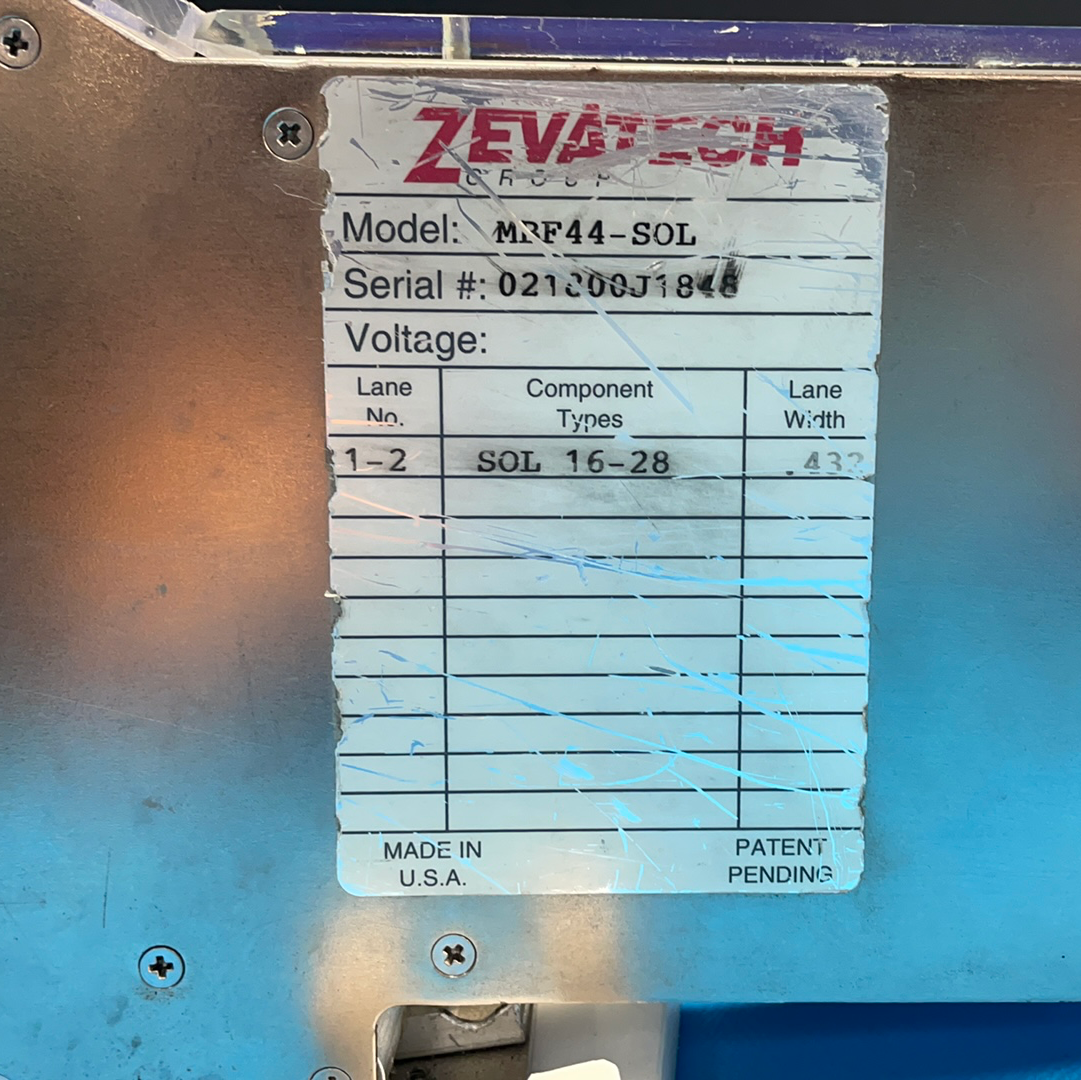 ZEVATECH
GROUP
Model: MBF44-SOL
Serial #:
Voltage:
Lane No. Component Types Lane Width
1-2 SOL 16-28
MADE IN U.S.A.
PATENT PENDING